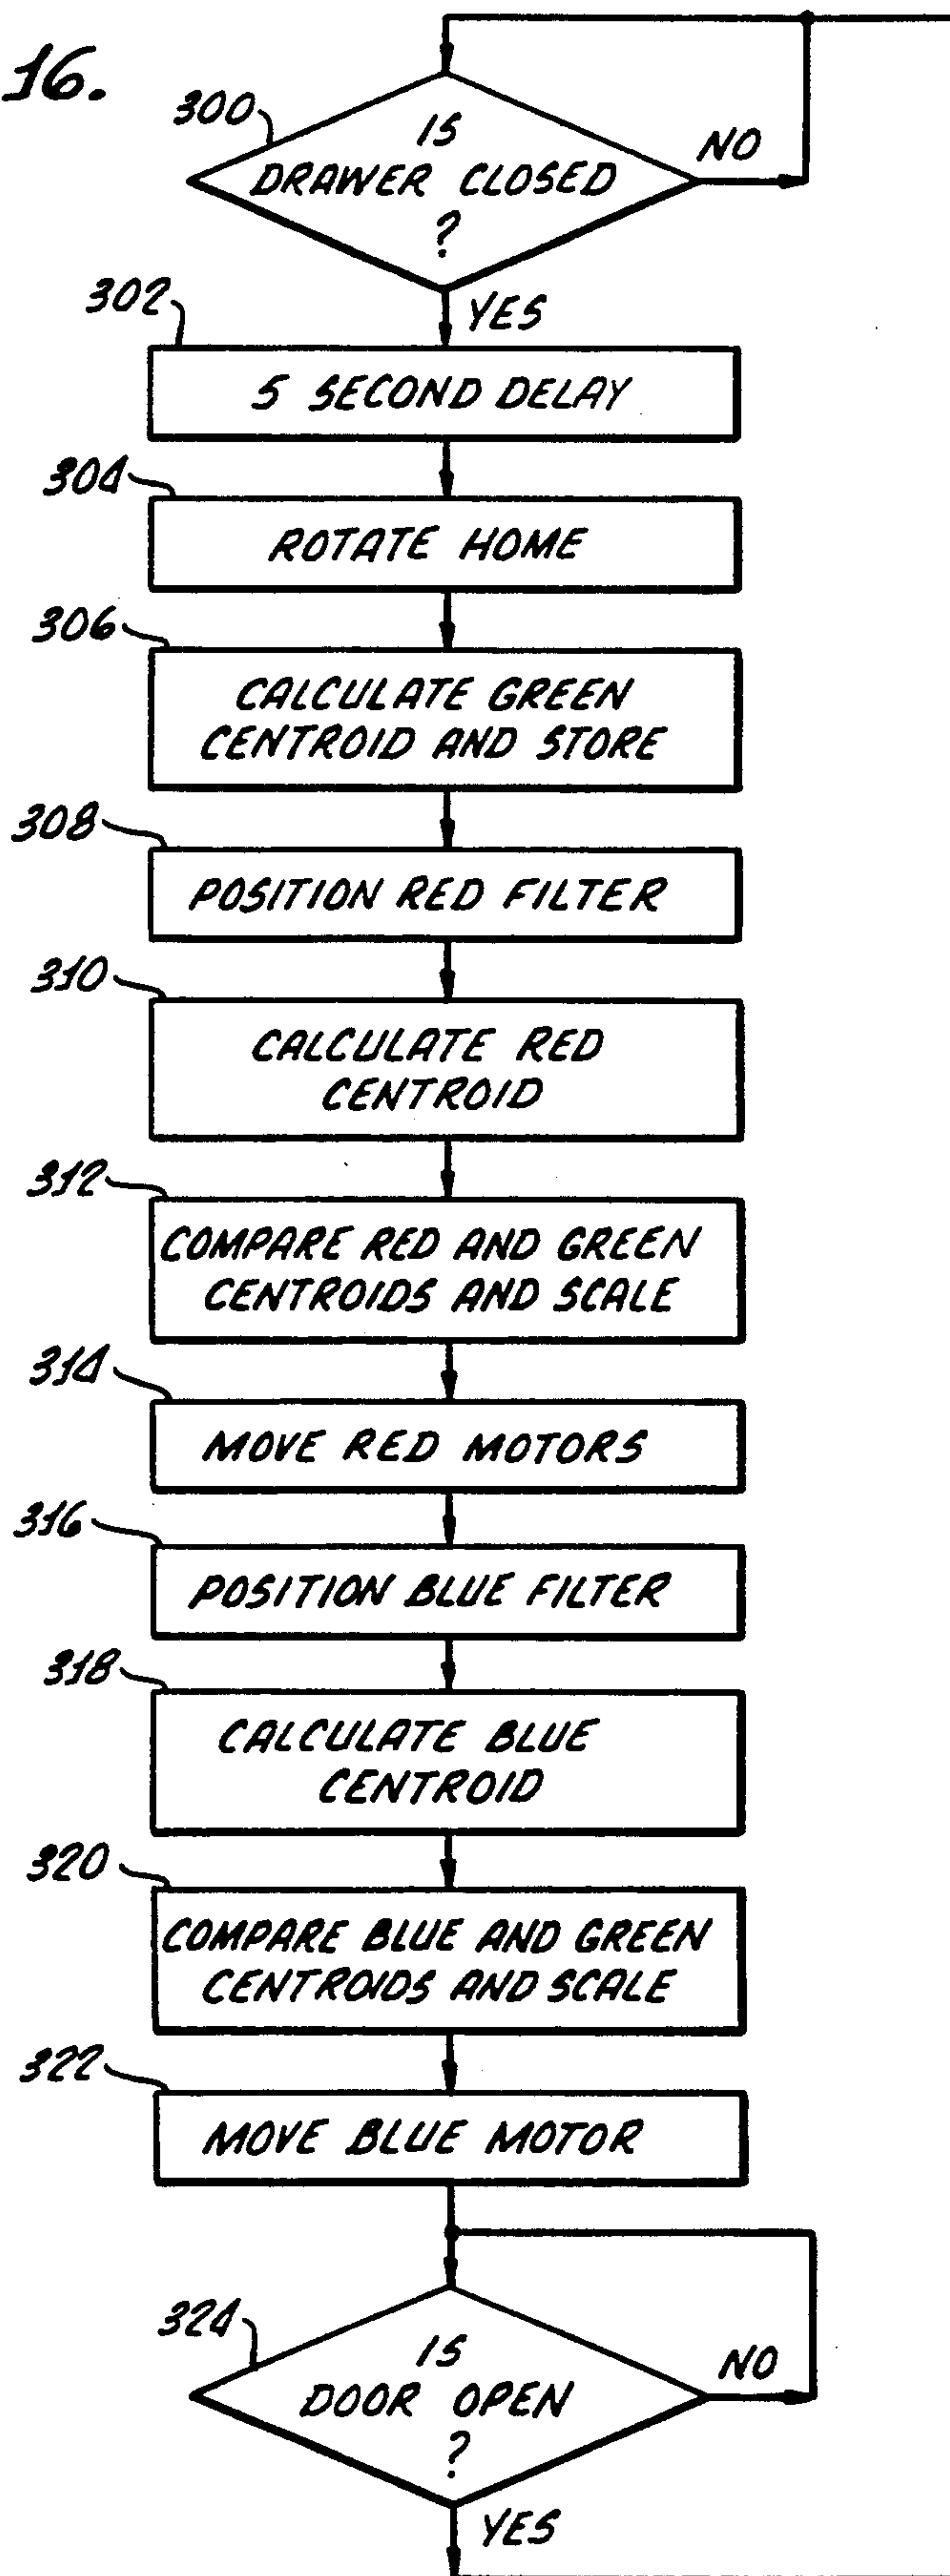 16.
300
IS
DRAWER CLOSED
?
NO
YES
302
5 SECOND DELAY
304
ROTATE HOME
306
CALCULATE GREEN
CENTROID AND STORE
308
POSITION RED FILTER
310
CALCULATE RED
CENTROID
312
COMPARE RED AND GREEN
CENTROIDS AND SCALE
314
MOVE RED MOTORS
316
POSITION BLUE FILTER
318
CALCULATE BLUE
CENTROID
320
COMPARE BLUE AND GREEN
CENTROIDS AND SCALE
322
MOVE BLUE MOTOR
324
IS
DOOR OPEN
?
NO
YES